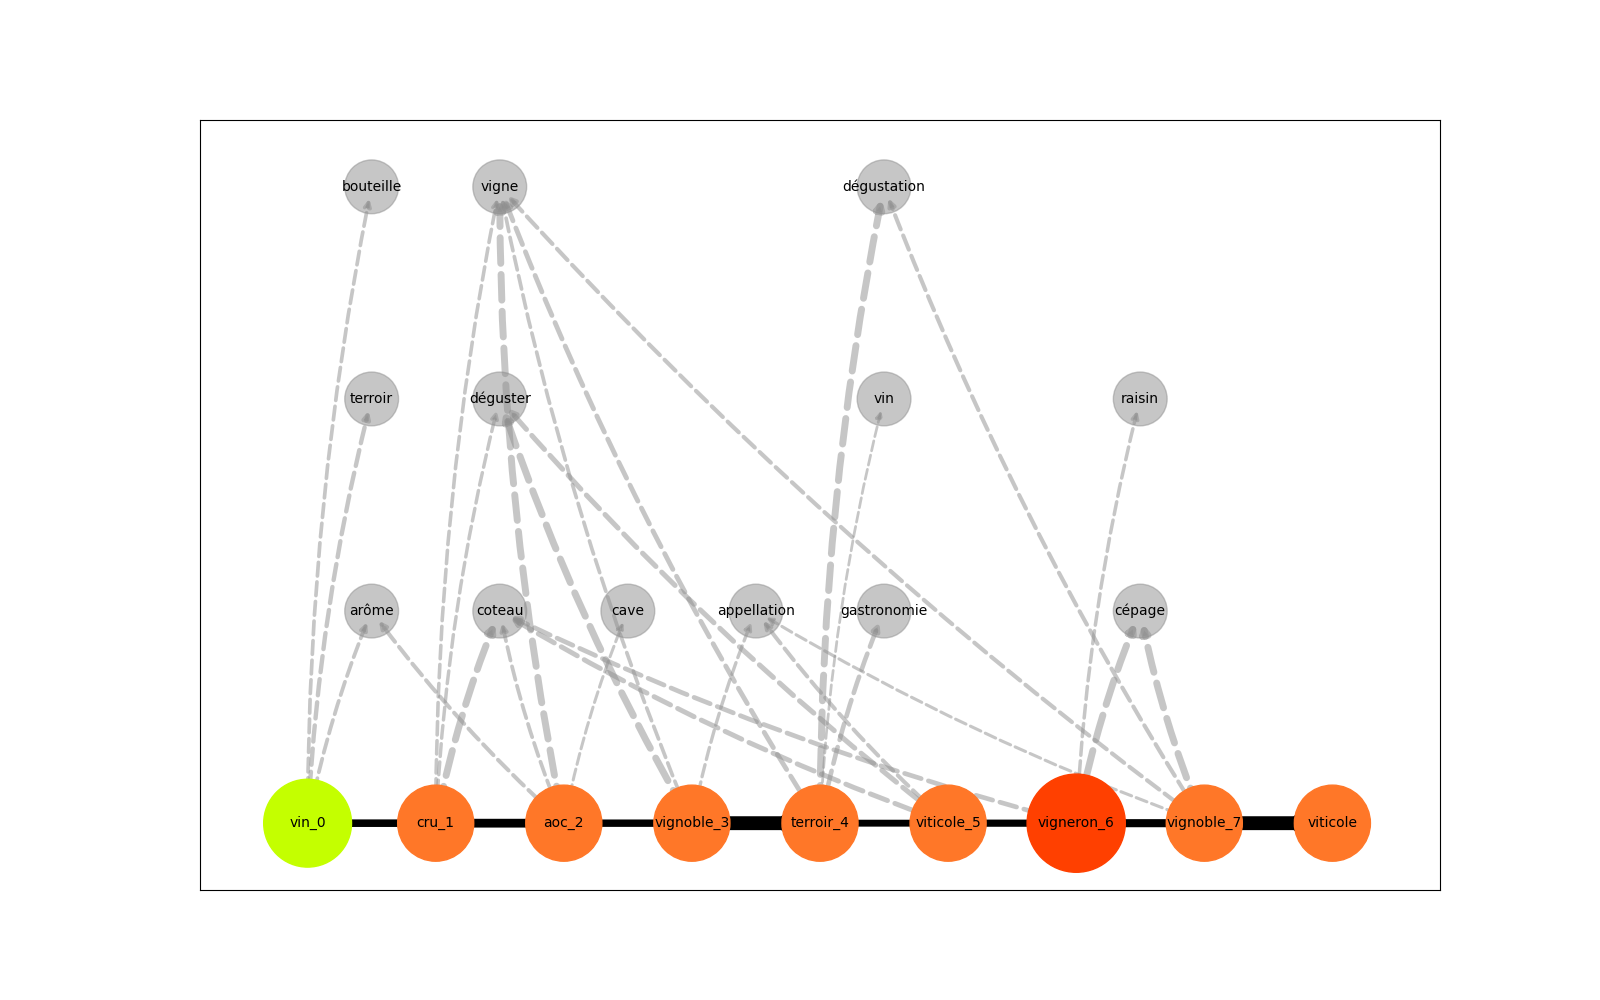 bouteille vigne dégustation
terroir déguster vin raisin
arôme coteau cave appellation gastronomie cépage
vin_0 cru_1 aoc_2 vignoble_3 terroir_4 viticole_5 vigneron_6 vignoble_7 viticole